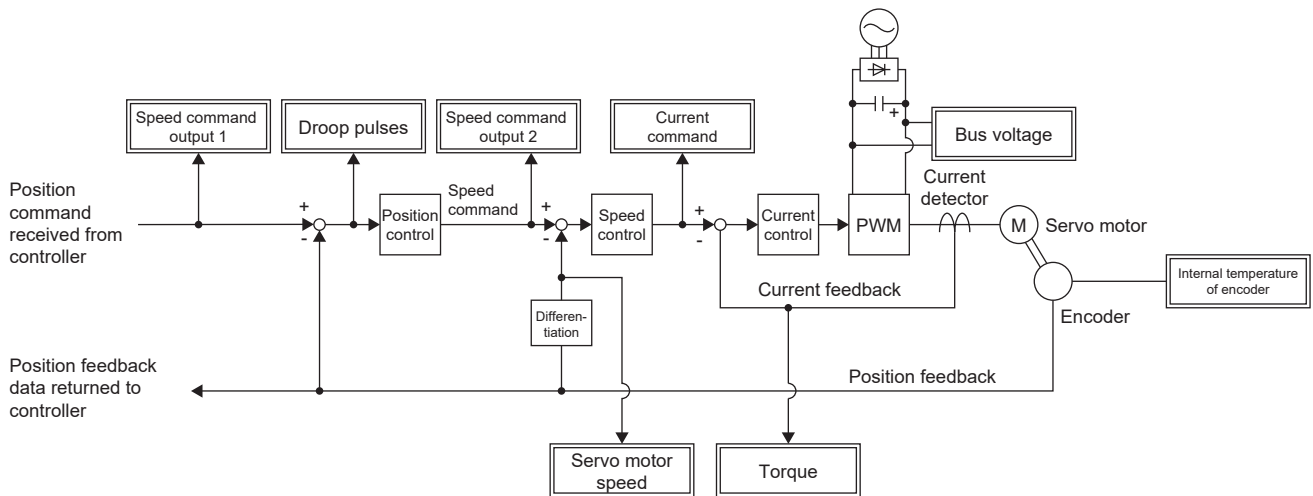 Speed command
output 1
Droop pulses
Speed command
output 2
Current
command
+
Bus voltage
Position
command
received from
controller
+
-
Position
control
Speed
command
+
-
Speed
control
+
-
Current
control
PWM
Current
detector
M
Servo motor
Current feedback
Internal temperature
of encoder
Encoder
Differen-
tiation
Position feedback
data returned to
controller
Position feedback
Servo motor
speed
Torque